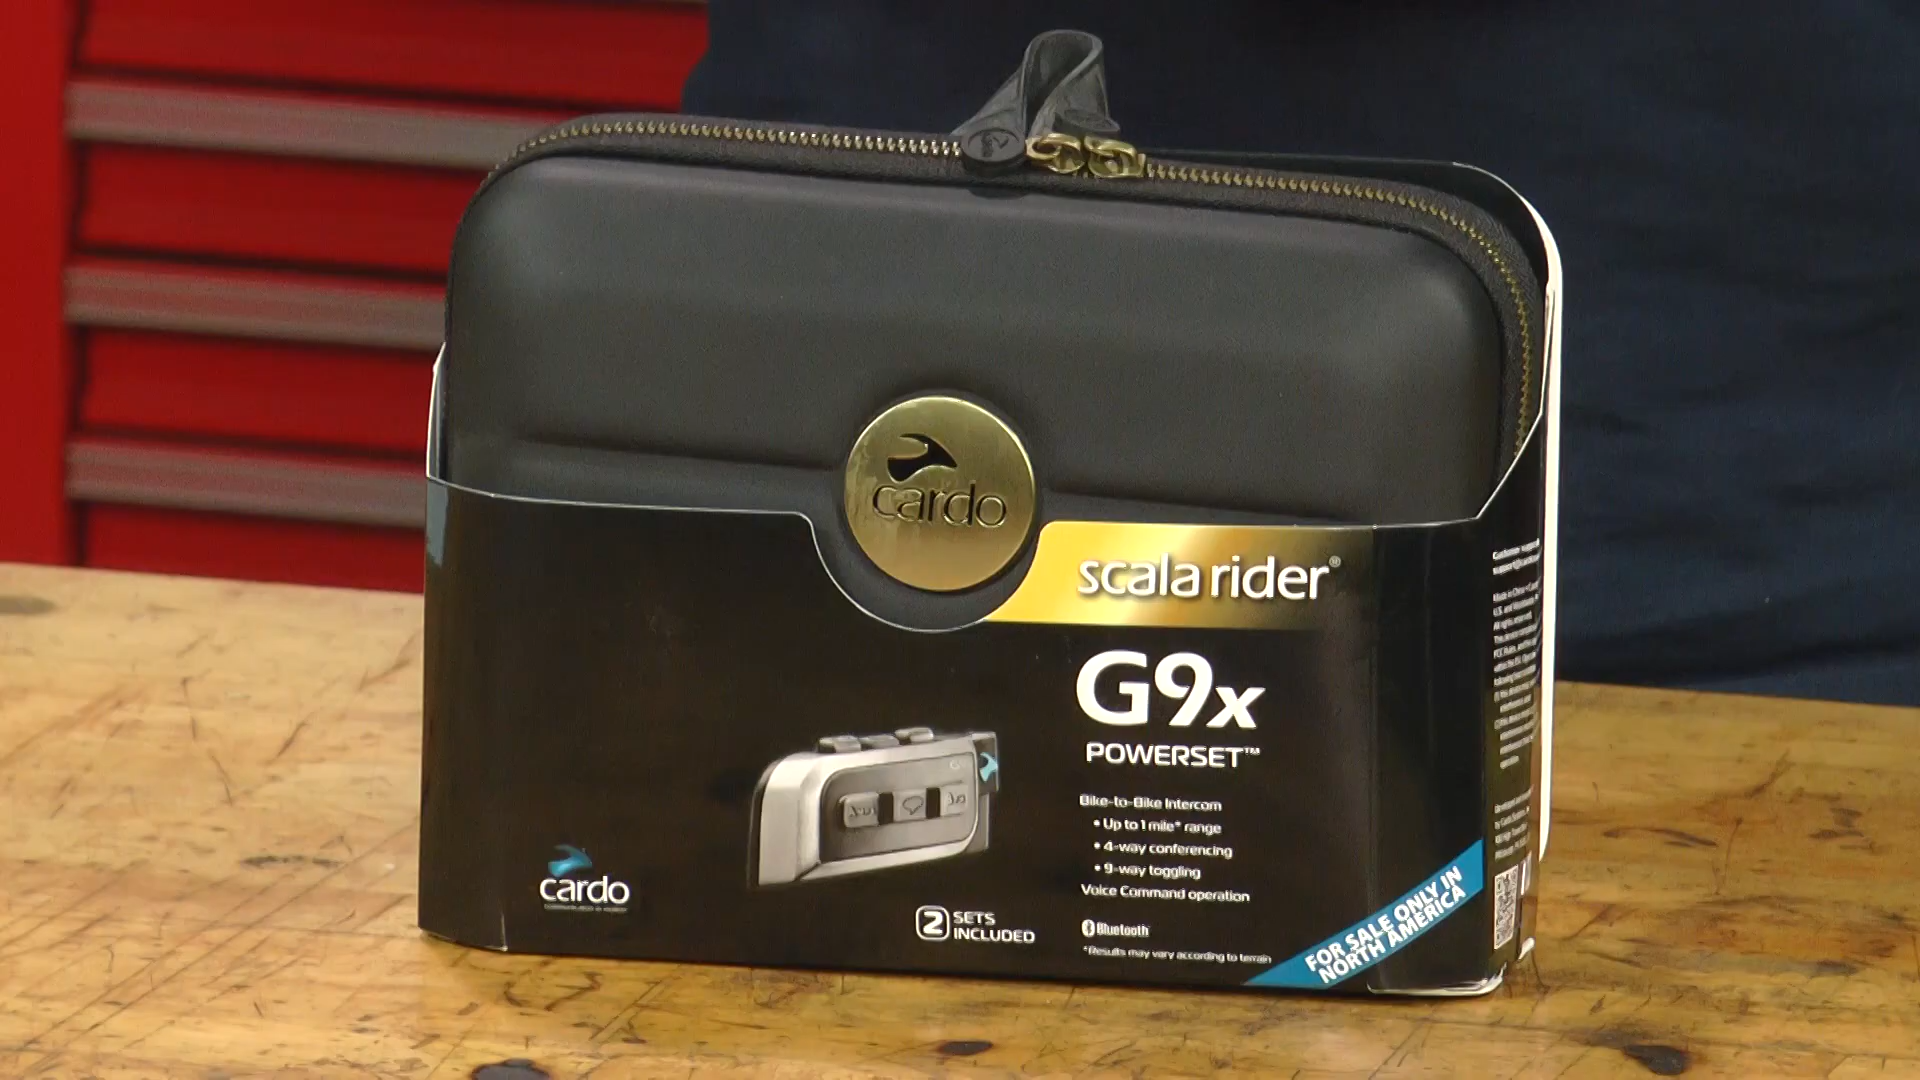 cardo
scala rider®
G9x
POWERSET™
Bike-to-Bike Intercom
• Up to 1 mile* range
• 4-way conferencing
• 9-way toggling
Voice Command operation
Bluetooth
*Results may vary according to terrain
cardo
2 SETS
INCLUDED
FOR SALE ONLY IN
NORTH AMERICA
Customer support